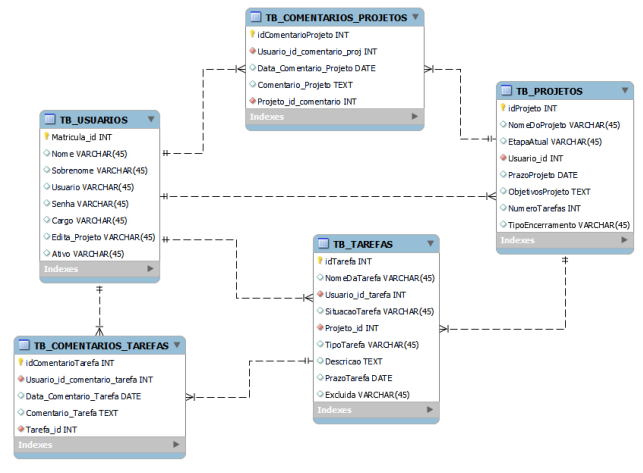 TB_COMENTARIOS_PROJETOS
idComentarioProjeto INT
Usuario_id_comentario_proj INT
Data_Comentario_Projeto DATE
Comentario_Projeto TEXT
Projeto_id_comentario INT
Indexes
TB_PROJETOS
idProjeto INT
NomeDoProjeto VARCHAR(45)
EtapaAtual VARCHAR(45)
Usuario_id INT
PrazoProjeto DATE
ObjetivosProjeto TEXT
NumeroTarefas INT
TipoEncerramento VARCHAR(45)
Indexes
TB_USUARIOS
Matricula_id INT
Nome VARCHAR(45)
Sobrenome VARCHAR(45)
Usuario VARCHAR(45)
Senha VARCHAR(45)
Cargo VARCHAR(45)
Edita_Projeto VARCHAR(45)
Ativo VARCHAR(45)
Indexes
TB_TAREFAS
idTarefa INT
NomeDaTarefa VARCHAR(45)
Usuario_id_tarefa INT
SituacaoTarefa VARCHAR(45)
Projeto_id INT
TipoTarefa VARCHAR(45)
Descricao TEXT
PrazoTarefa DATE
Excluida VARCHAR(45)
Indexes
TB_COMENTARIOS_TAREFAS
idComentarioTarefa INT
Usuario_id_comentario_tarefa INT
Data_Comentario_Tarefa DATE
Comentario_Tarefa TEXT
Tarefa_id INT
Indexes